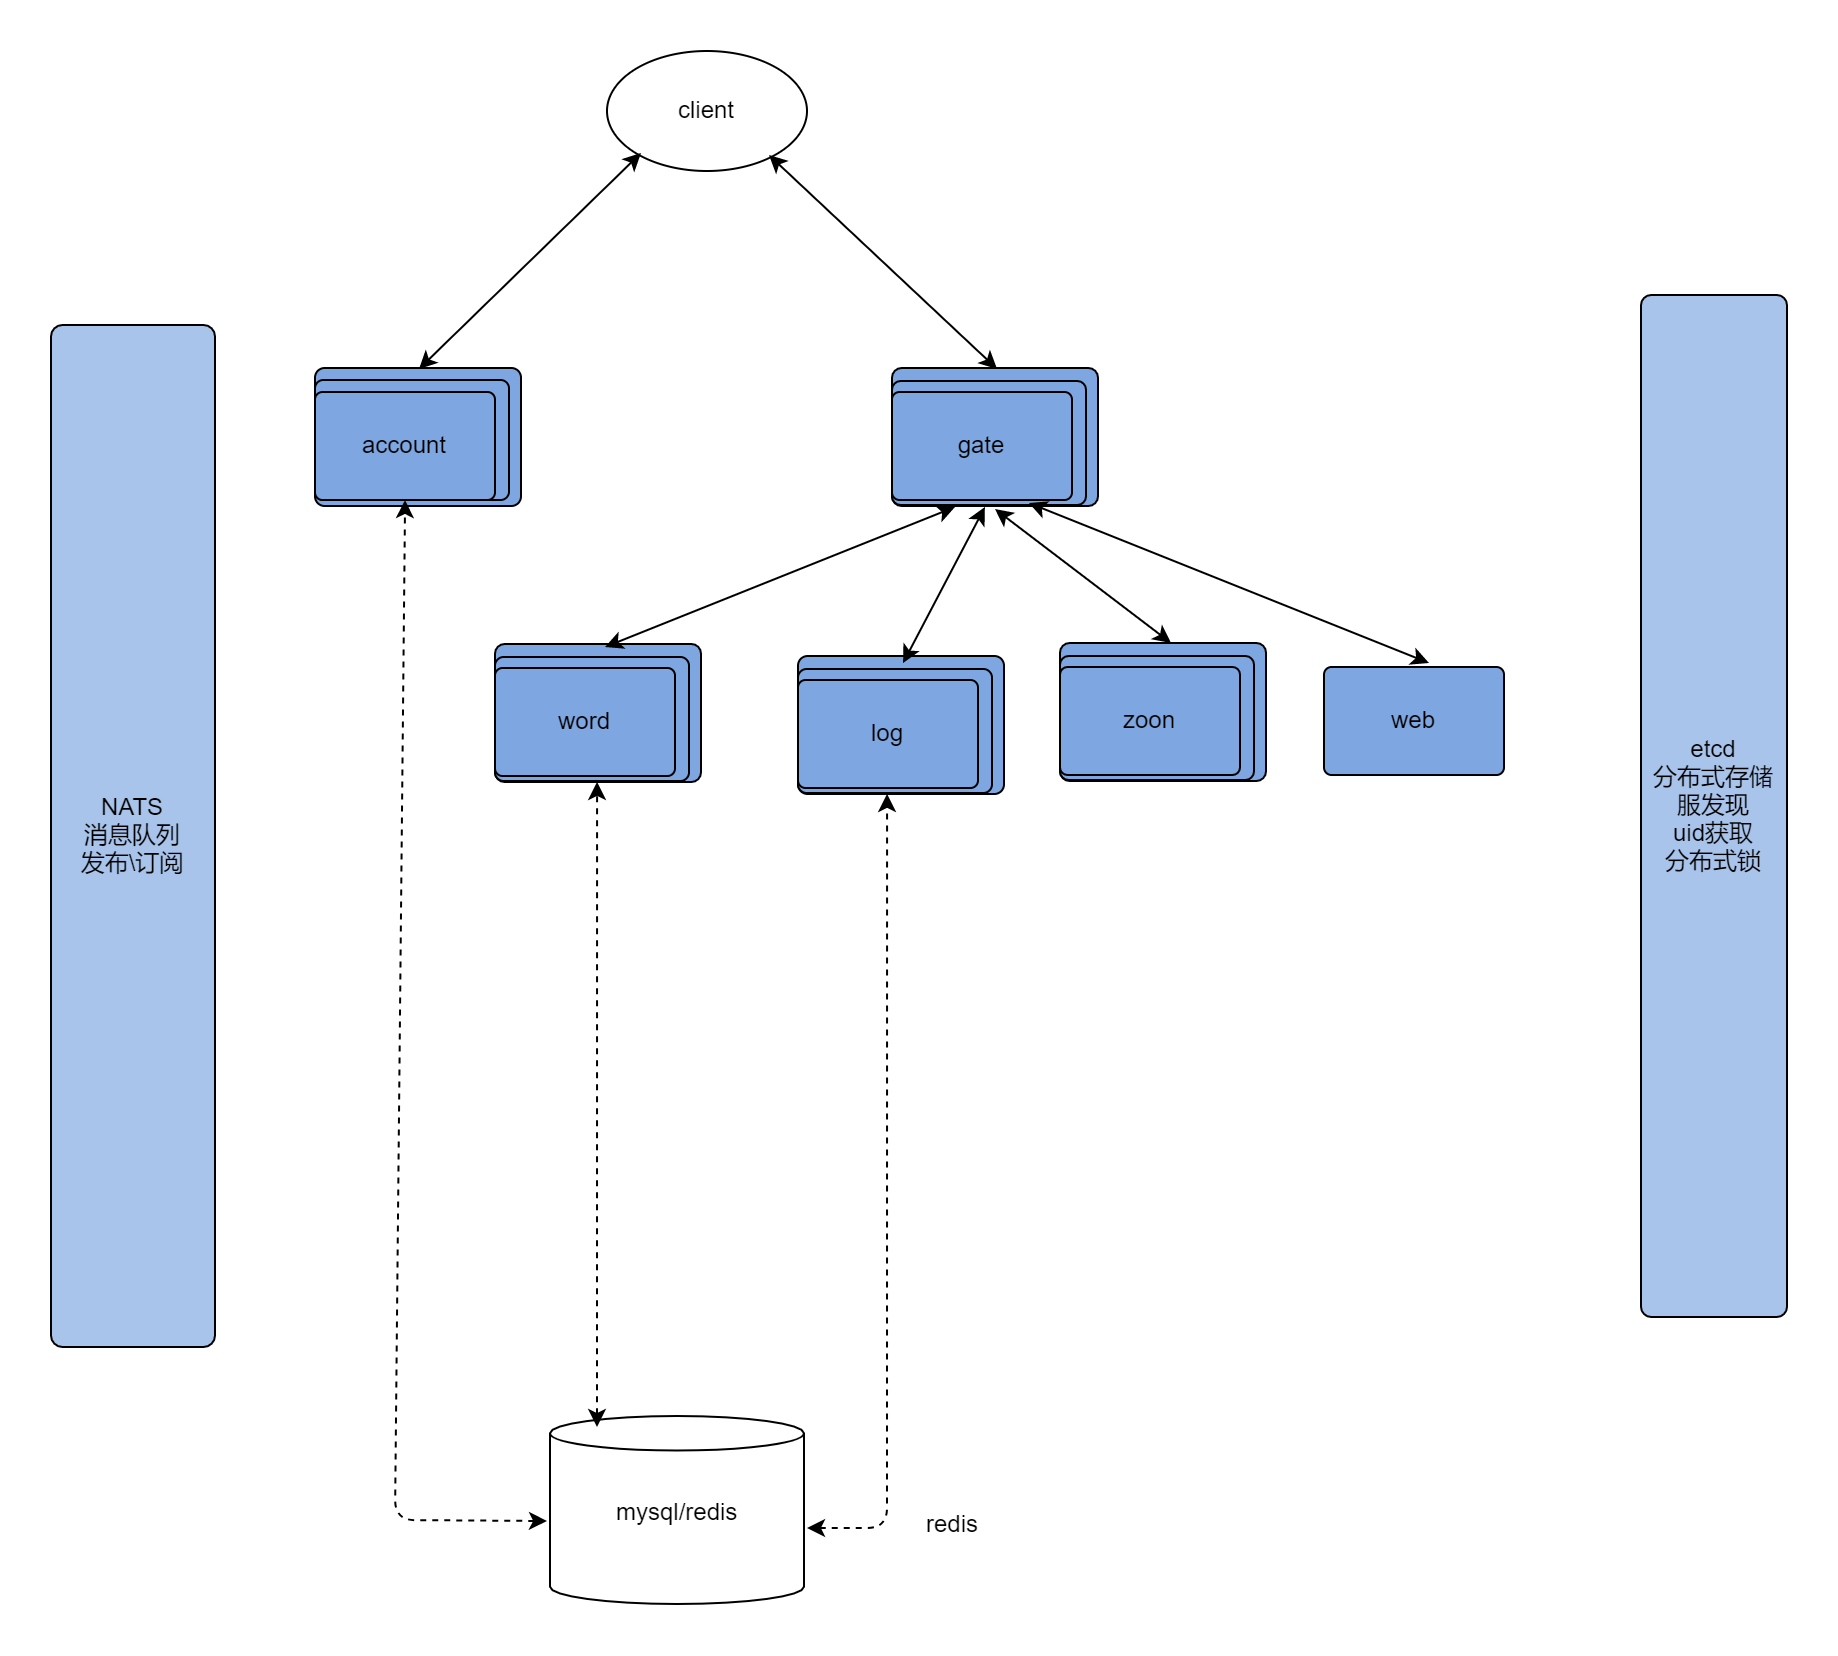 client
account
gate
word
log
zoon
web
NATS
消息队列
发布\订阅
etcd
分布式存储
服发现
uid获取
分布式锁
mysql/redis
redis